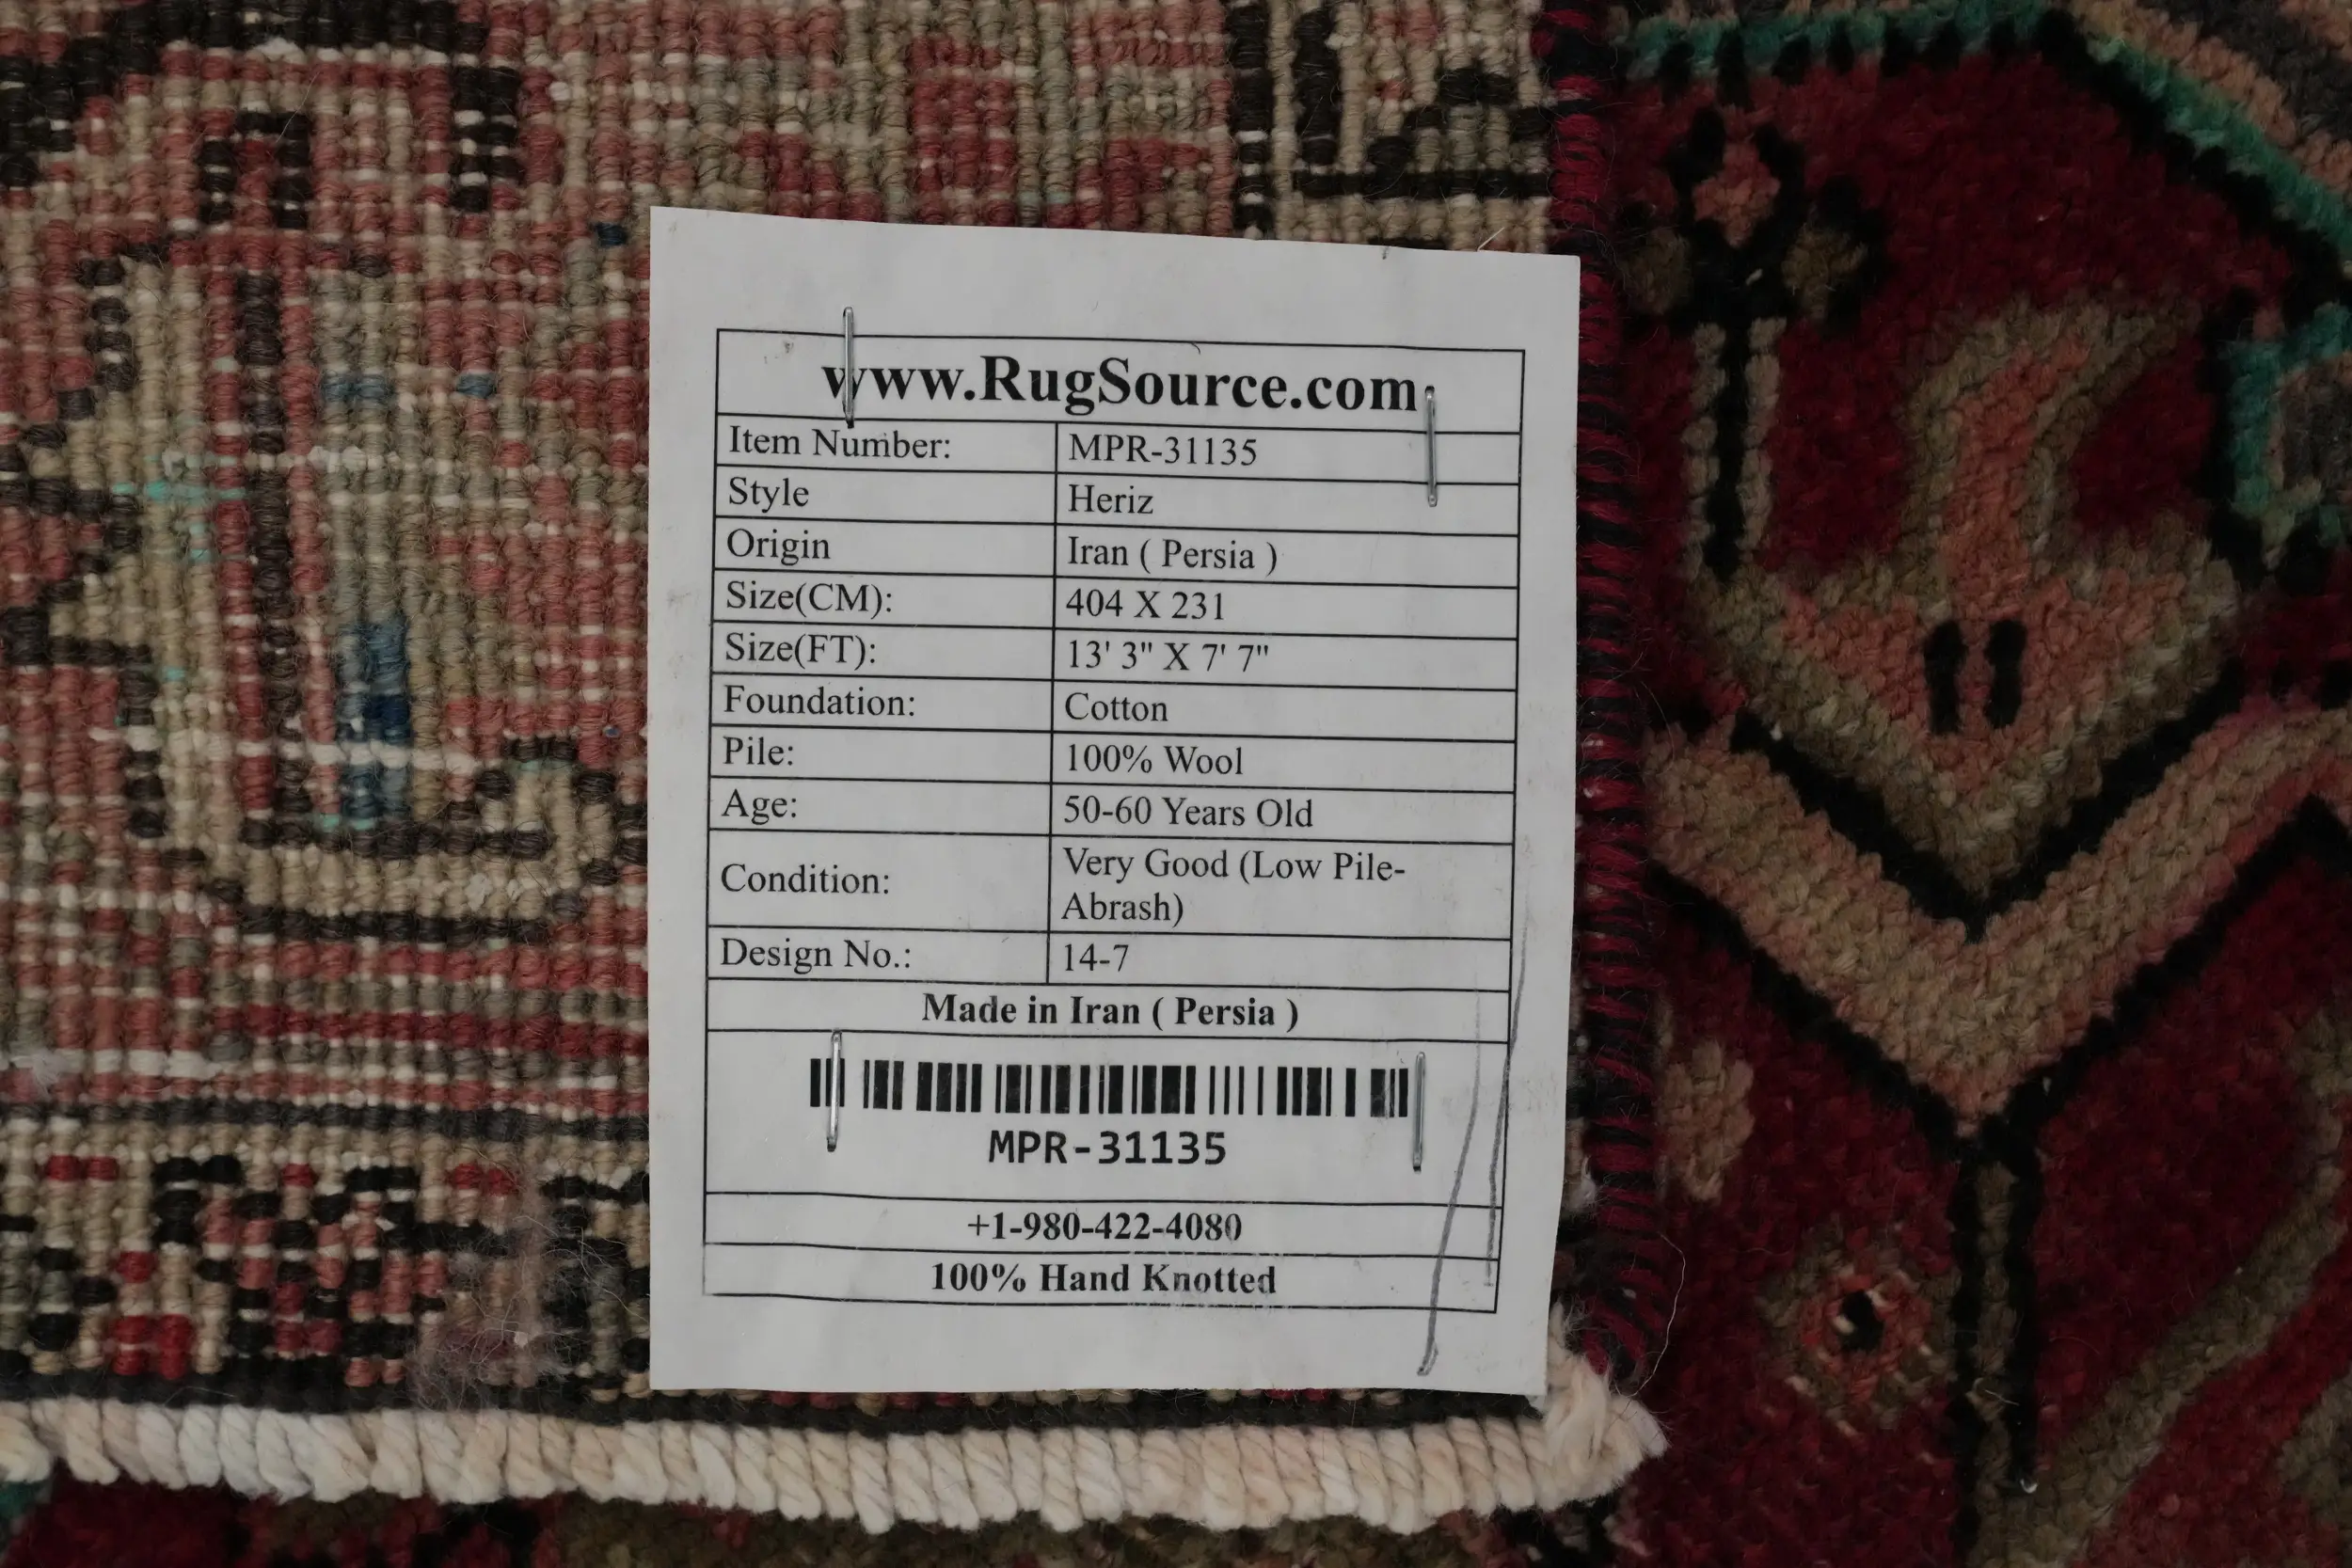 www.RugSource.com
Item Number: MPR-31135
Style Heriz
Origin Iran ( Persia )
Size(CM): 404 X 231
Size(FT): 13' 3" X 7' 7"
Foundation: Cotton
Pile: 100% Wool
Age: 50-60 Years Old
Condition: Very Good (Low Pile-
Abrash)
Design No.: 14-7
Made in Iran ( Persia )
MPR-31135
+1-980-422-4080
100% Hand Knotted